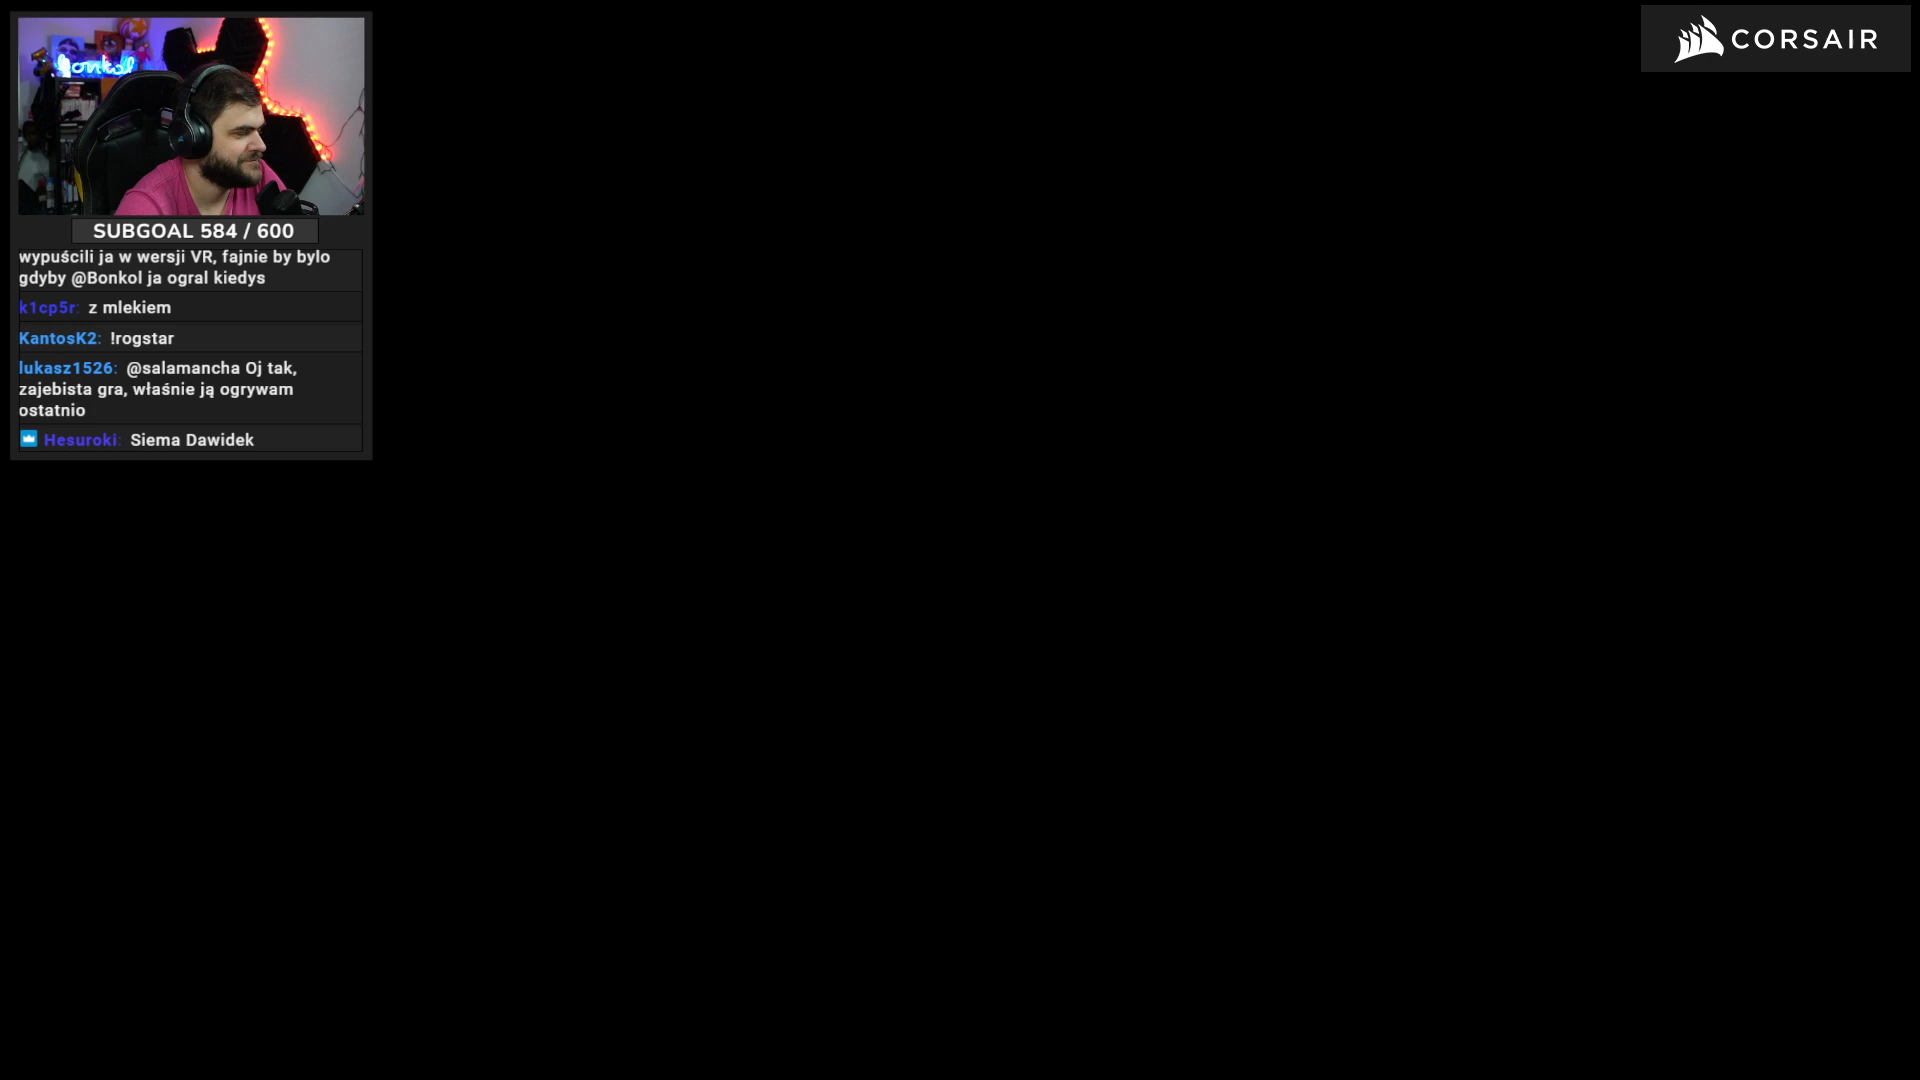 bonkol
CORSAIR
SUBGOAL 584 / 600
wypuścili ja w wersji VR, fajnie by bylo
gdyby @Bonkol ja ogral kiedys
k1cp5r: z mlekiem
KantosK2: !rogstar
lukasz1526: @salamancha Oj tak,
zajebista gra, właśnie ją ogrywam
ostatnio
Hesuroki: Siema Dawidek